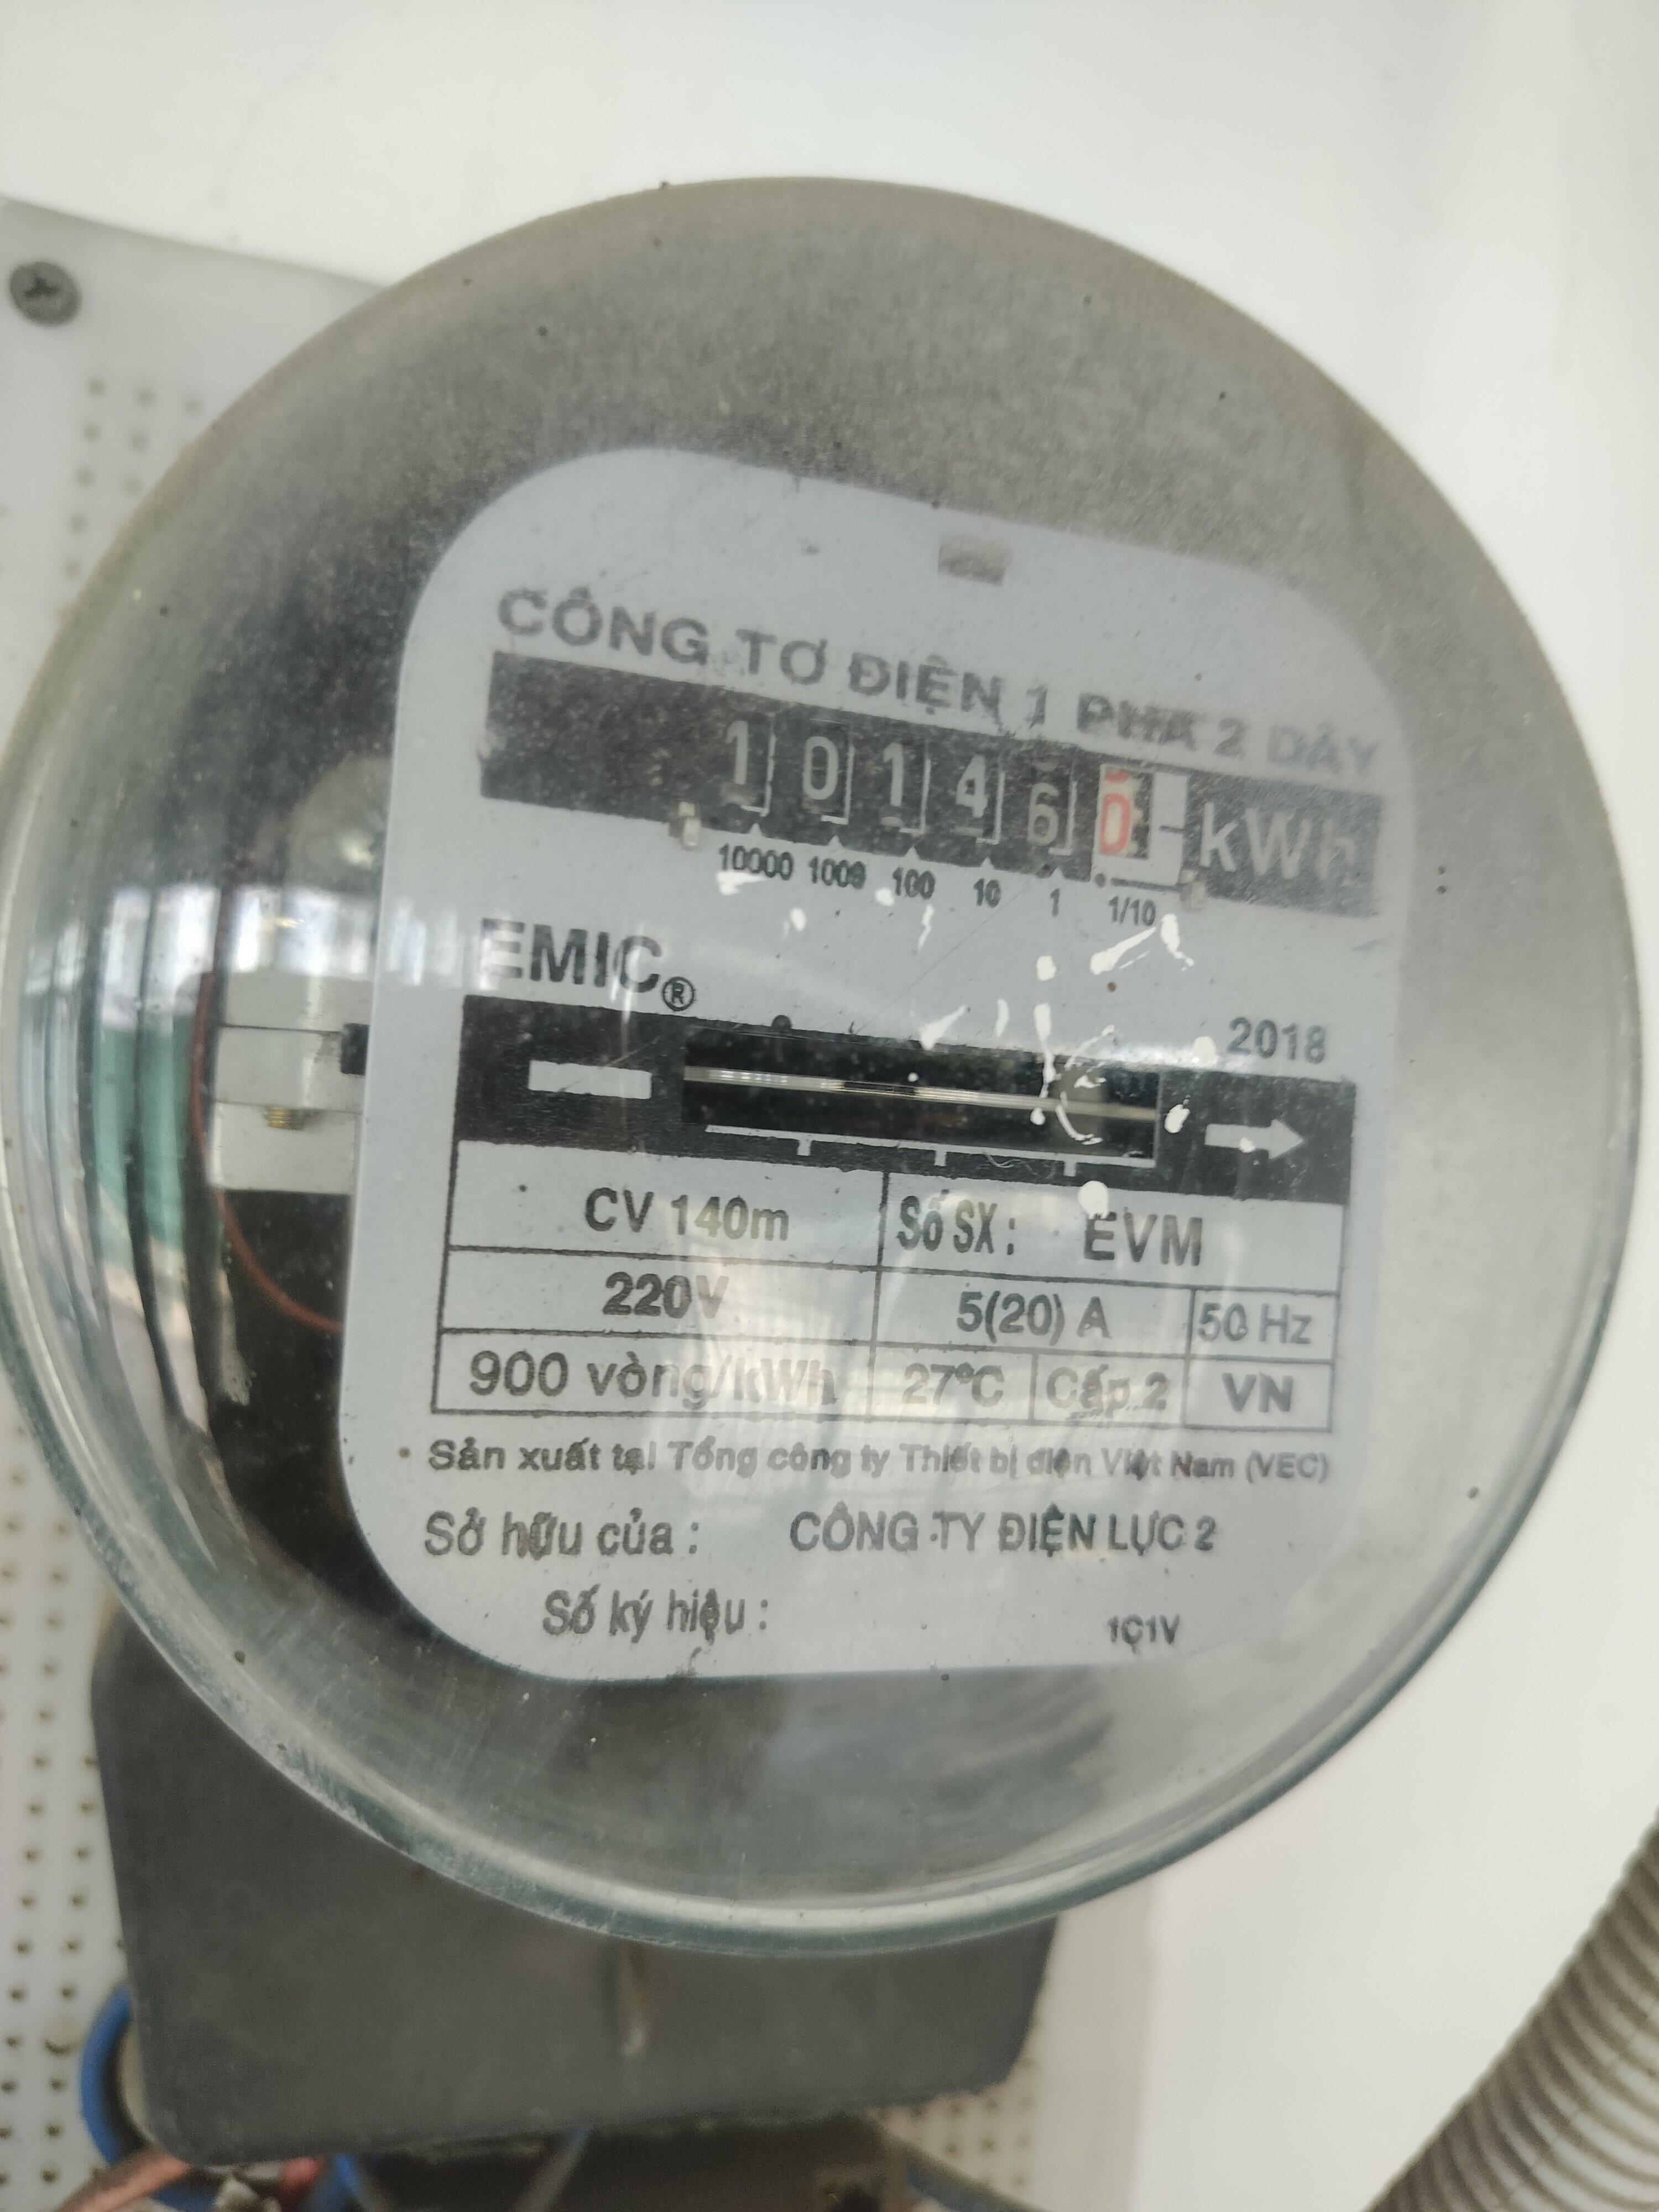 CÔNG TƠ ĐIỆN 1 PHA 2 DÂY
1 0 1 4 6 0 kWh
10000 1000 100 10 1 1/10
EMIC®
2018
CV 140m Số SX : EVM
220V 5(20) A 50 Hz
900 vòng/kWh 27°C Cấp 2 VN
Sản xuất tại Tổng công ty Thiết bị điện Việt Nam (VEC)
Sở hữu của : CÔNG TY ĐIỆN LỰC 2
Số ký hiệu : 1C1V